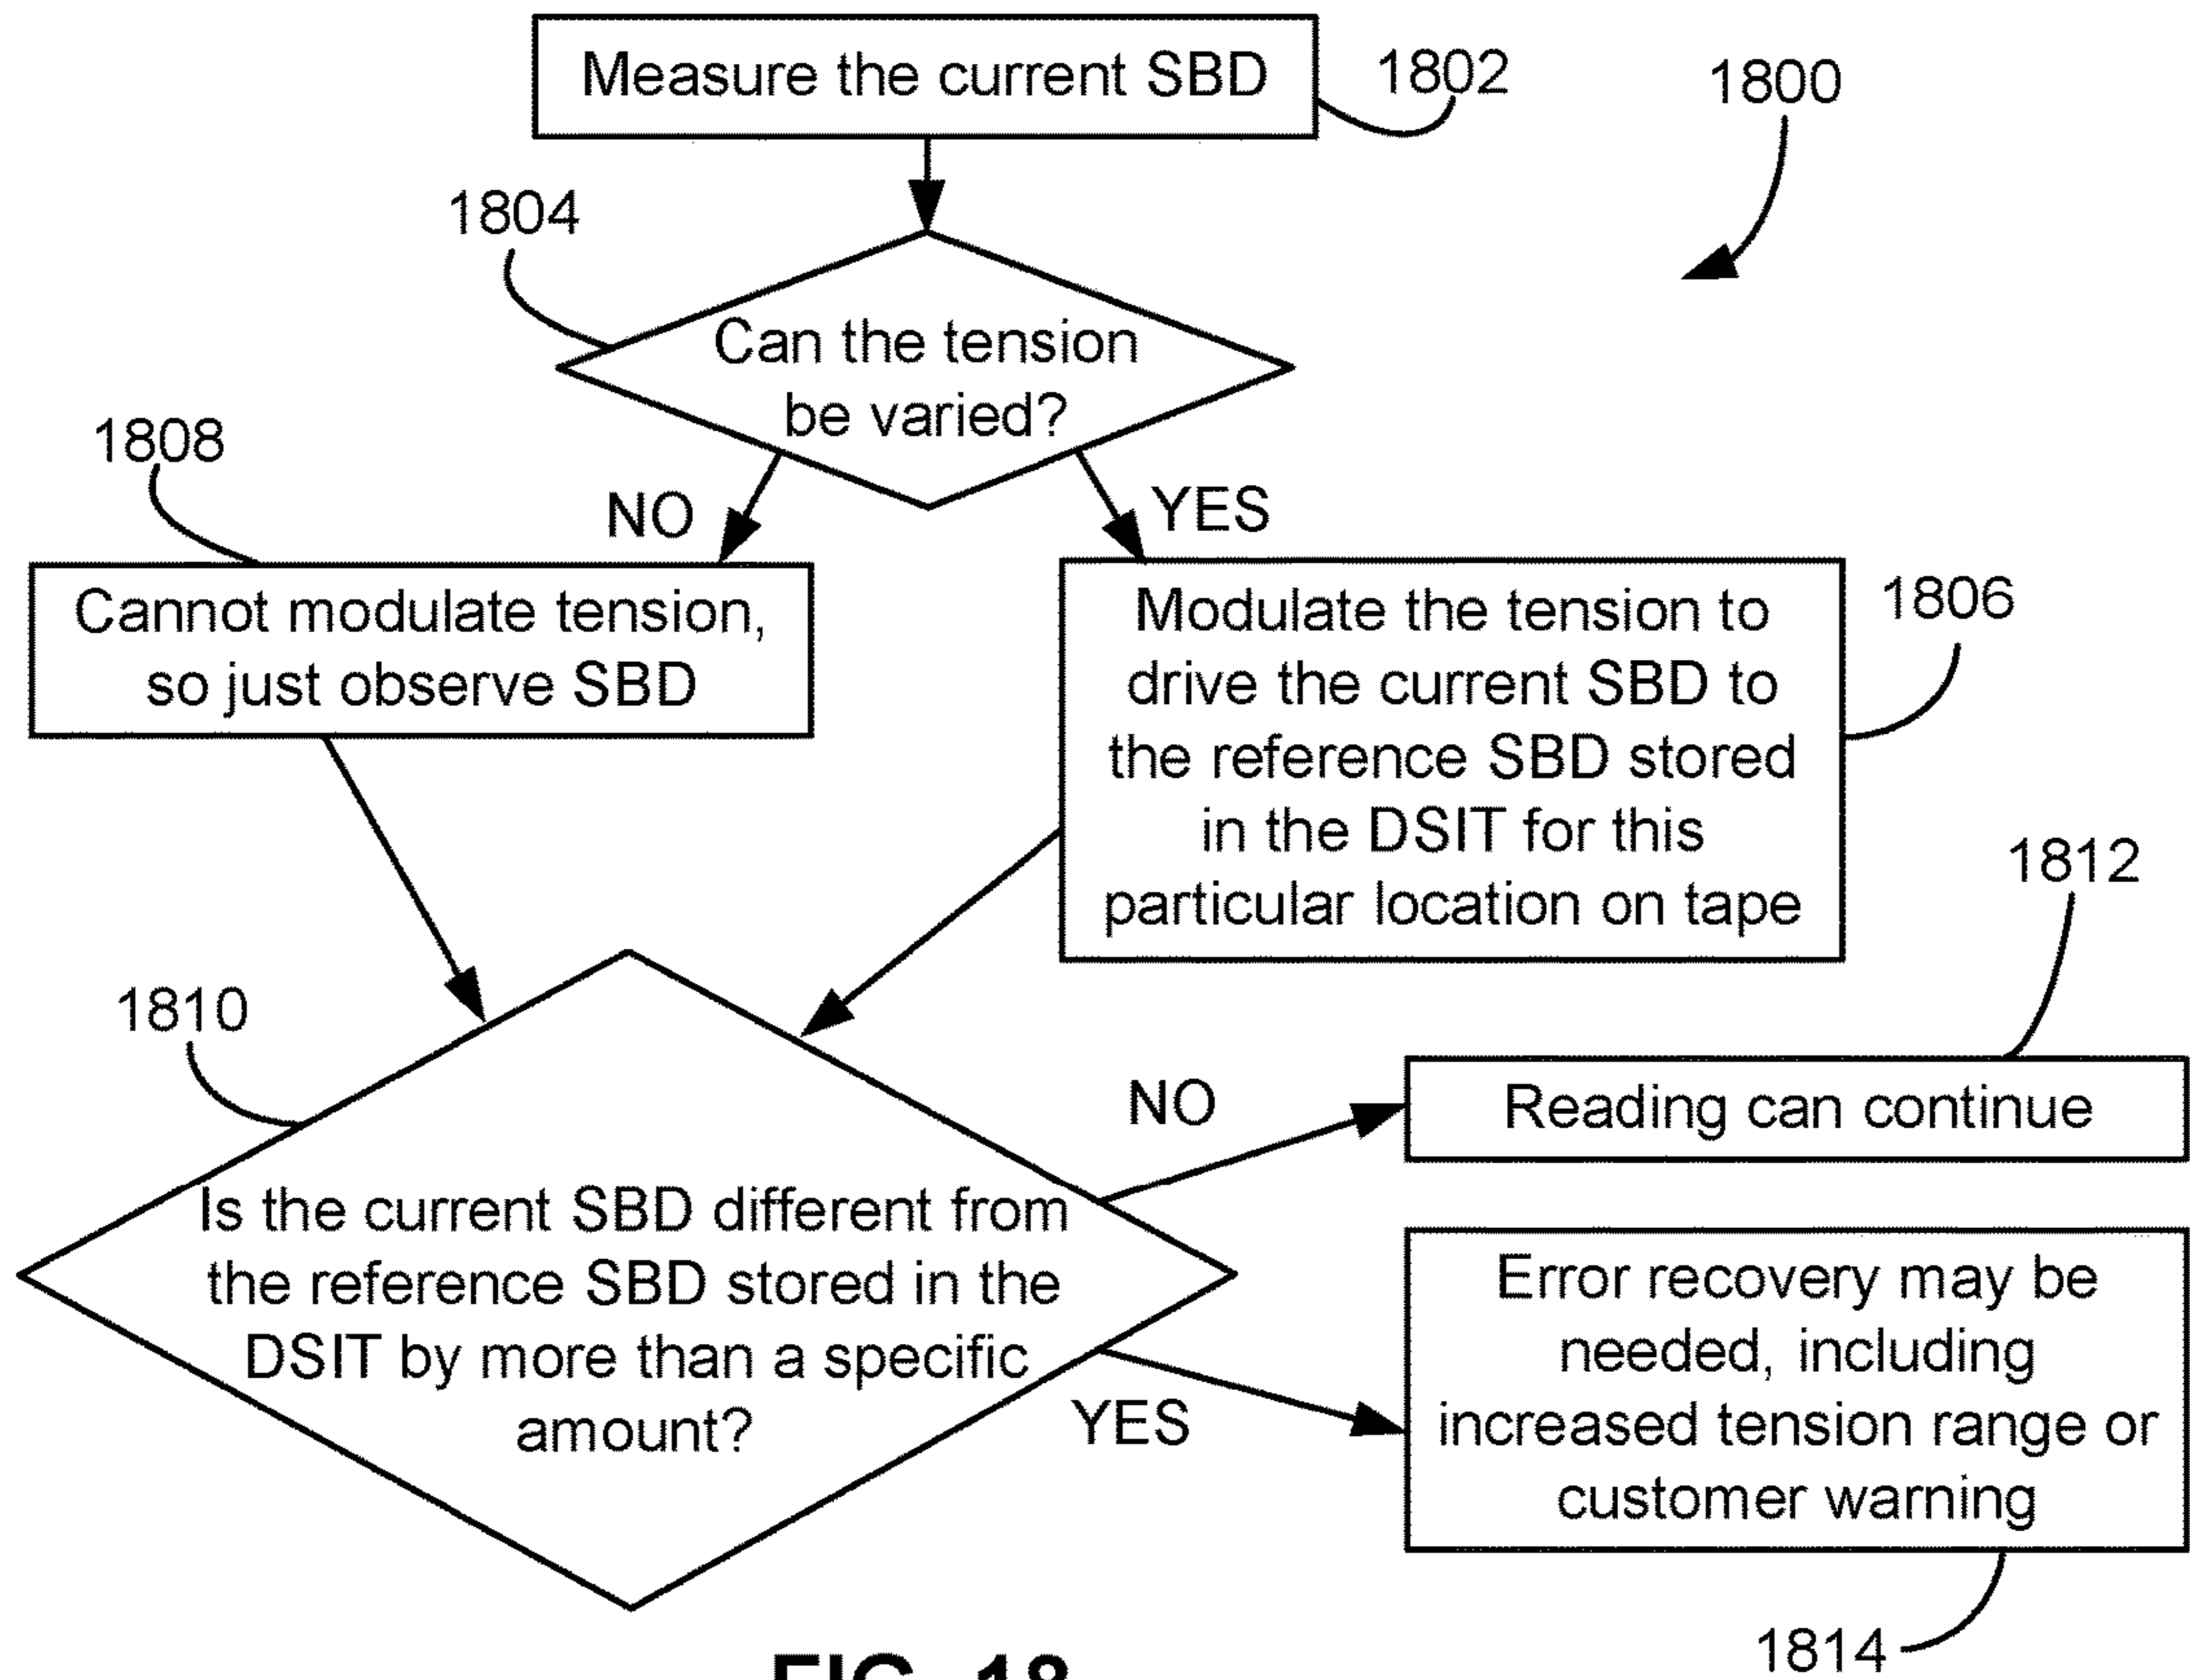 Measure the current SBD
1802
1800
1804
Can the tension
be varied?
1808
NO
YES
Cannot modulate tension,
so just observe SBD
Modulate the tension to
drive the current SBD to
the reference SBD stored
in the DSIT for this
particular location on tape
1806
1812
1810
NO
Reading can continue
Is the current SBD different from
the reference SBD stored in the
DSIT by more than a specific
amount?
YES
Error recovery may be
needed, including
increased tension range or
customer warning
1814
FIG. 18